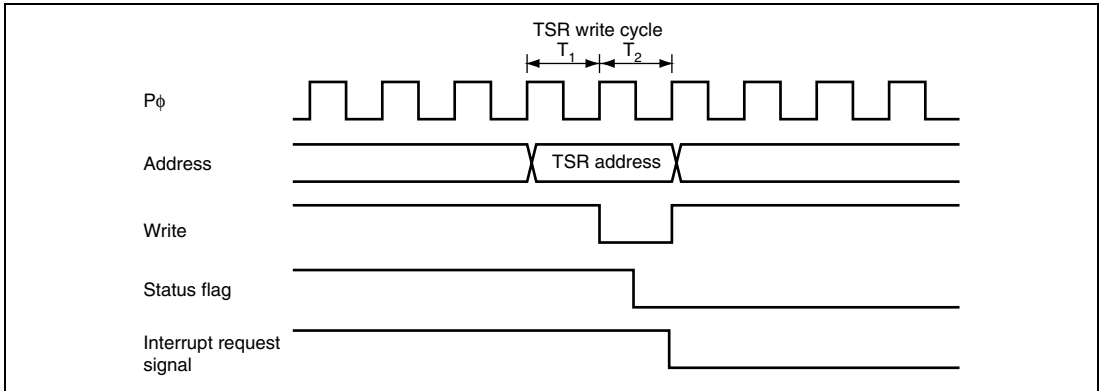 TSR write cycle
T1 T2
Pφ
Address
TSR address
Write
Status flag
Interrupt request
signal